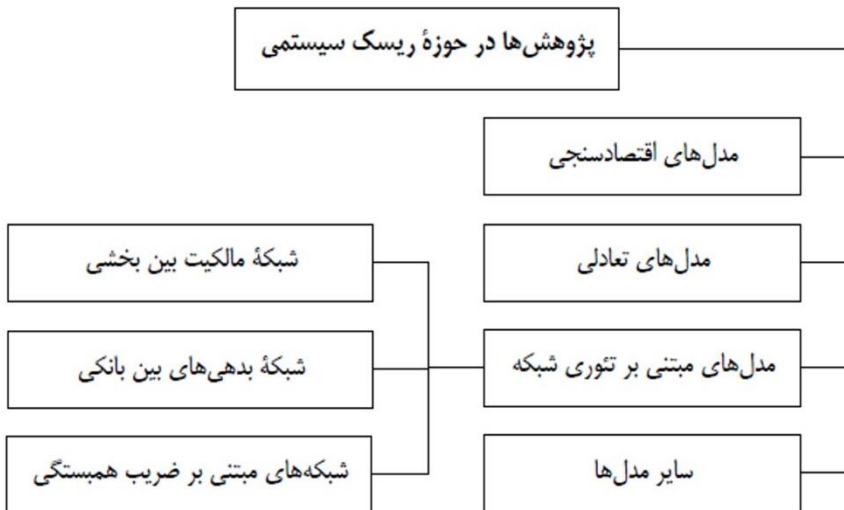 پژوهش‌ها در حوزهٔ ریسک سیستمی
مدل‌های اقتصادسنجی
مدل‌های تعادلی
مدل‌های مبتنی بر تئوری شبکه
سایر مدل‌ها
شبکهٔ مالکیت بین بخشی
شبکهٔ بدهی‌های بین بانکی
شبکه‌های مبتنی بر ضریب همبستگی